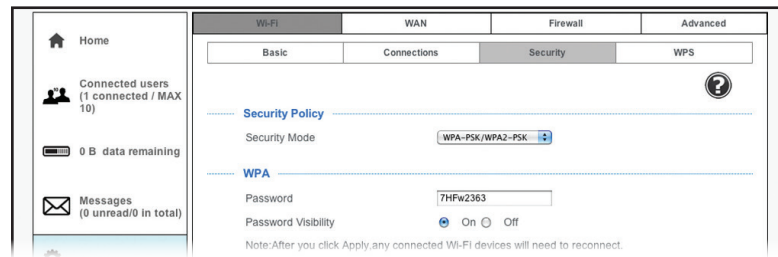 Wi-Fi WAN Firewall Advanced
Basic Connections Security WPS
Home
Connected users
(1 connected / MAX
10)
0 B data remaining
Messages
(0 unread/0 in total)
?
Security Policy
Security Mode WPA-PSK/WPA2-PSK
WPA
Password 7HFw2363
Password Visibility On Off
Note:After you click Apply,any connected Wi-Fi devices will need to reconnect.